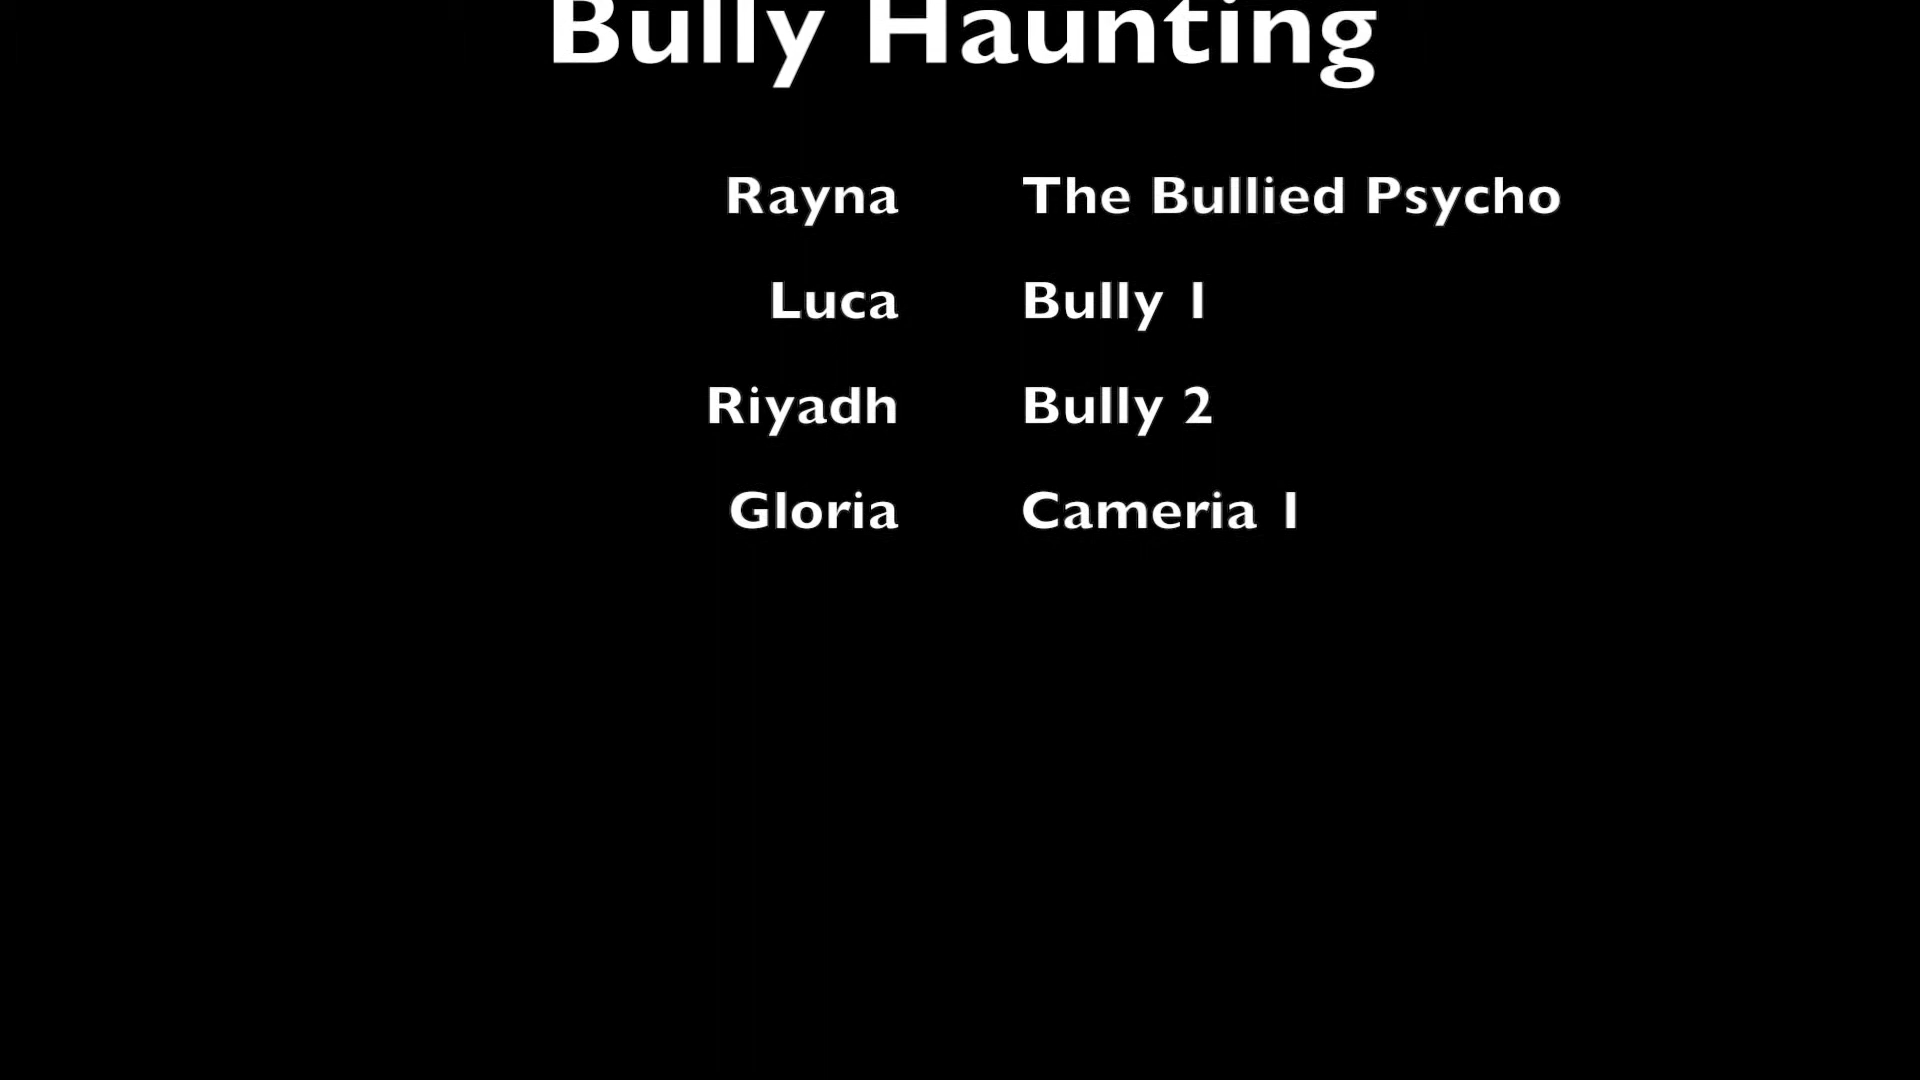 Bully Haunting
Rayna The Bullied Psycho
Luca Bully 1
Riyadh Bully 2
Gloria Cameria 1